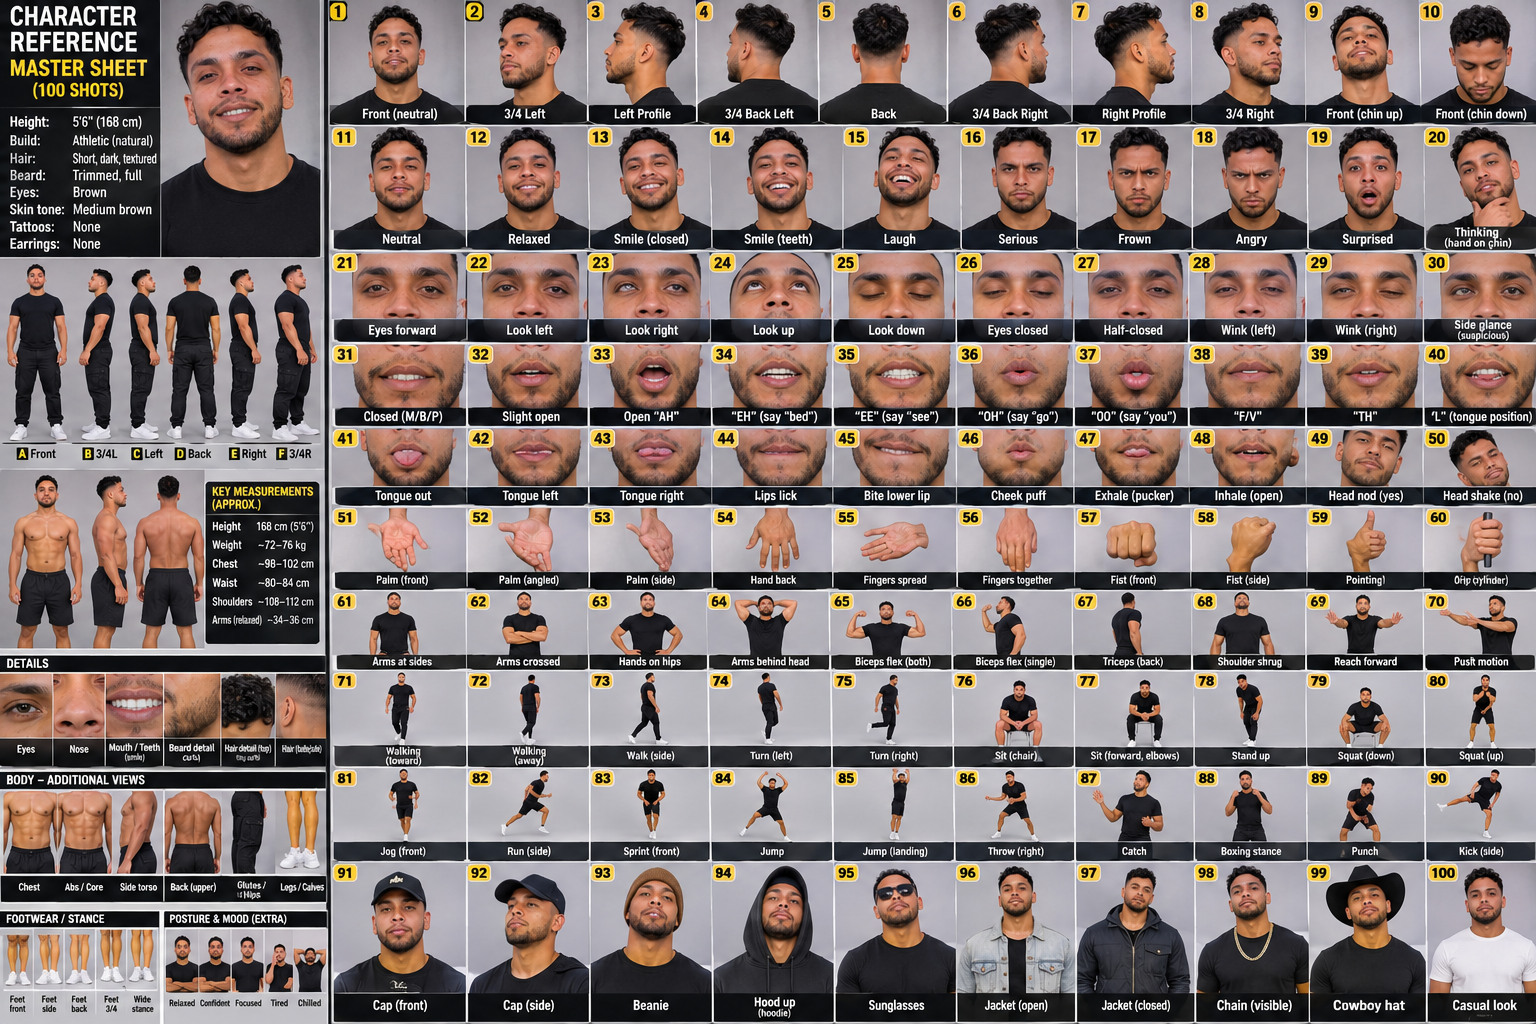 CHARACTER
REFERENCE
MASTER SHEET
(100 SHOTS)
Height: 5'6" (168 cm)
Build: Athletic (natural)
Hair: Short, dark, textured
Beard: Trimmed, full
Eyes: Brown
Skin tone: Medium brown
Tattoos: None
Earrings: None
A Front B 3/4L C Left D Back E Right F 3/4R
KEY MEASUREMENTS
(APPROX.)
Height 168 cm (5'6")
Weight ~72–76 kg
Chest ~98–102 cm
Waist ~80–84 cm
Shoulders ~108–112 cm
Arms (relaxed) ~34–36 cm
DETAILS
Eyes
Nose
Mouth / Teeth
(smile)
Beard detail
Hair detail (top)
Hair
BODY – ADDITIONAL VIEWS
Chest
Abs / Core
Side torso
Back (upper)
Glutes /
Hips
Legs / Calves
FOOTWEAR / STANCE
Feet
front
Feet
side
Feet
back
Feet
3/4
Wide
stance
POSTURE & MOOD (EXTRA)
Relaxed
Confident
Focused
Tired
Chilled
1 Front (neutral)
2 3/4 Left
3 Left Profile
4 3/4 Back Left
5 Back
6 3/4 Back Right
7 Right Profile
8 3/4 Right
9 Front (chin up)
10 Front (chin down)
11 Neutral
12 Relaxed
13 Smile (closed)
14 Smile (teeth)
15 Laugh
16 Serious
17 Frown
18 Angry
19 Surprised
20 Thinking
(hand on chin)
21 Eyes forward
22 Look left
23 Look right
24 Look up
25 Look down
26 Eyes closed
27 Half-closed
28 Wink (left)
29 Wink (right)
30 Side glance
(suspicious)
31 Closed (M/B/P)
32 Slight open
33 Open "AH"
34 "EH" (say "bed")
35 "EE" (say "see")
36 "OH" (say "go")
37 "OO" (say "you")
38 "F/V"
39 "TH"
40 "L" (tongue position)
41 Tongue out
42 Tongue left
43 Tongue right
44 Lips lick
45 Bite lower lip
46 Cheek puff
47 Exhale (pucker)
48 Inhale (open)
49 Head nod (yes)
50 Head shake (no)
51 Palm (front)
52 Palm (angled)
53 Palm (side)
54 Hand back
55 Fingers spread
56 Fingers together
57 Fist (front)
58 Fist (side)
59 Pointing
60 Grip cylinder)
61 Arms at sides
62 Arms crossed
63 Hands on hips
64 Arms behind head
65 Biceps flex (both)
66 Biceps flex (single)
67 Triceps (back)
68 Shoulder shrug
69 Reach forward
70 Push motion
71 Walking
(toward)
72 Walking
(away)
73 Walk (side)
74 Turn (left)
75 Turn (right)
76 Sit (chair)
77 Sit (forward, elbows)
78 Stand up
79 Squat (down)
80 Squat (up)
81 Jog (front)
82 Run (side)
83 Sprint (front)
84 Jump
85 Jump (landing)
86 Throw (right)
87 Catch
88 Boxing stance
89 Punch
90 Kick (side)
91 Cap (front)
92 Cap (side)
93 Beanie
84 Hood up
(hoodie)
95 Sunglasses
96 Jacket (open)
97 Jacket (closed)
98 Chain (visible)
99 Cowboy hat
100 Casual look